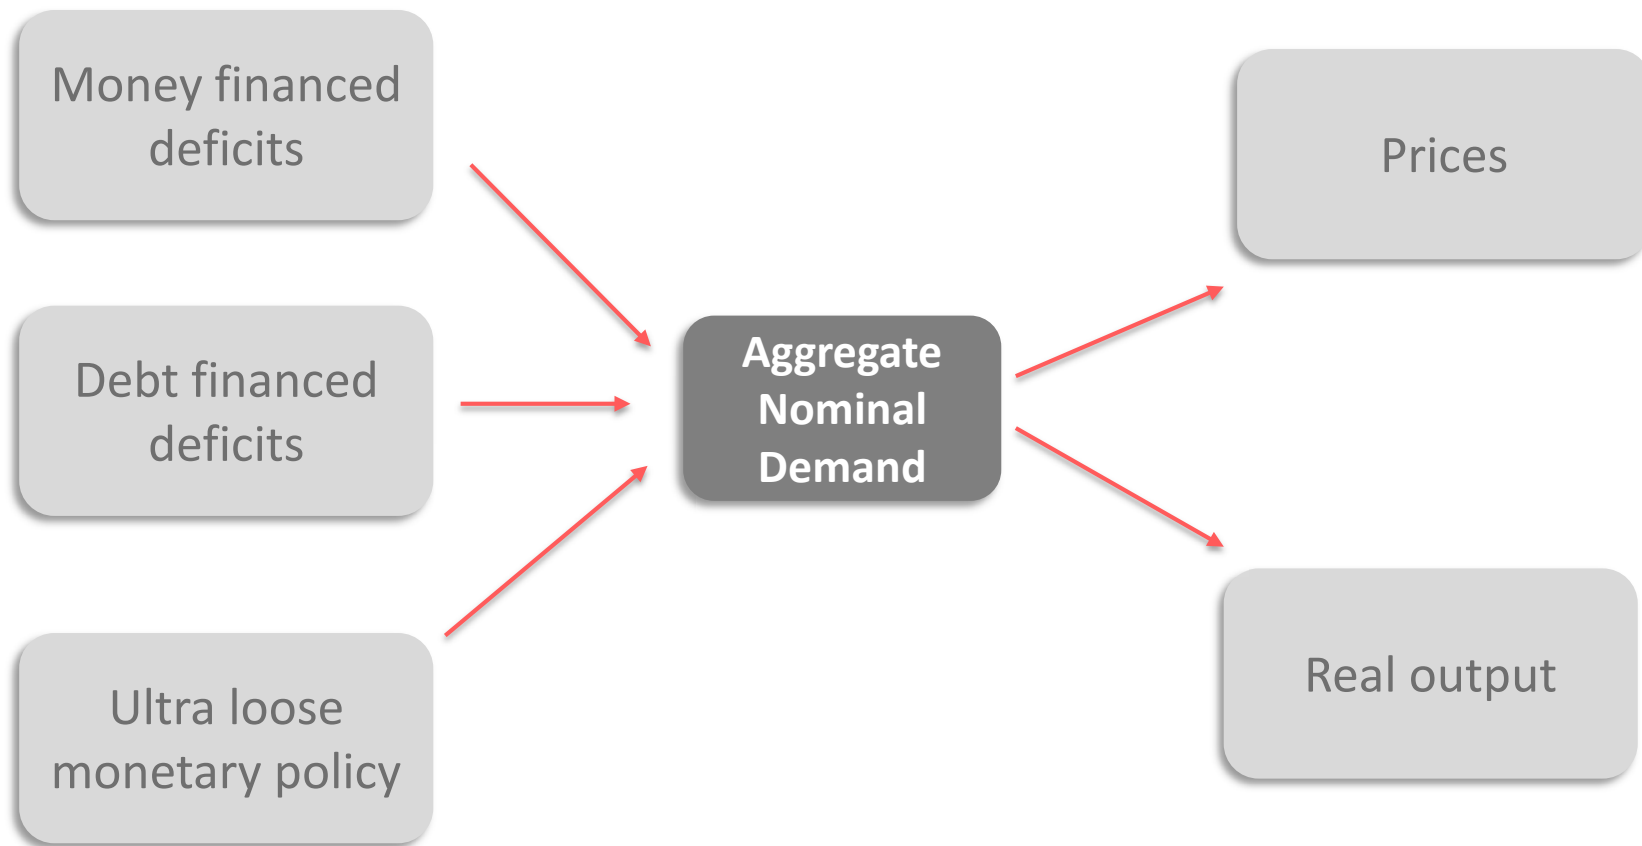 Money financed
deficits
Debt financed
deficits
Ultra loose
monetary policy
Aggregate
Nominal
Demand
Prices
Real output